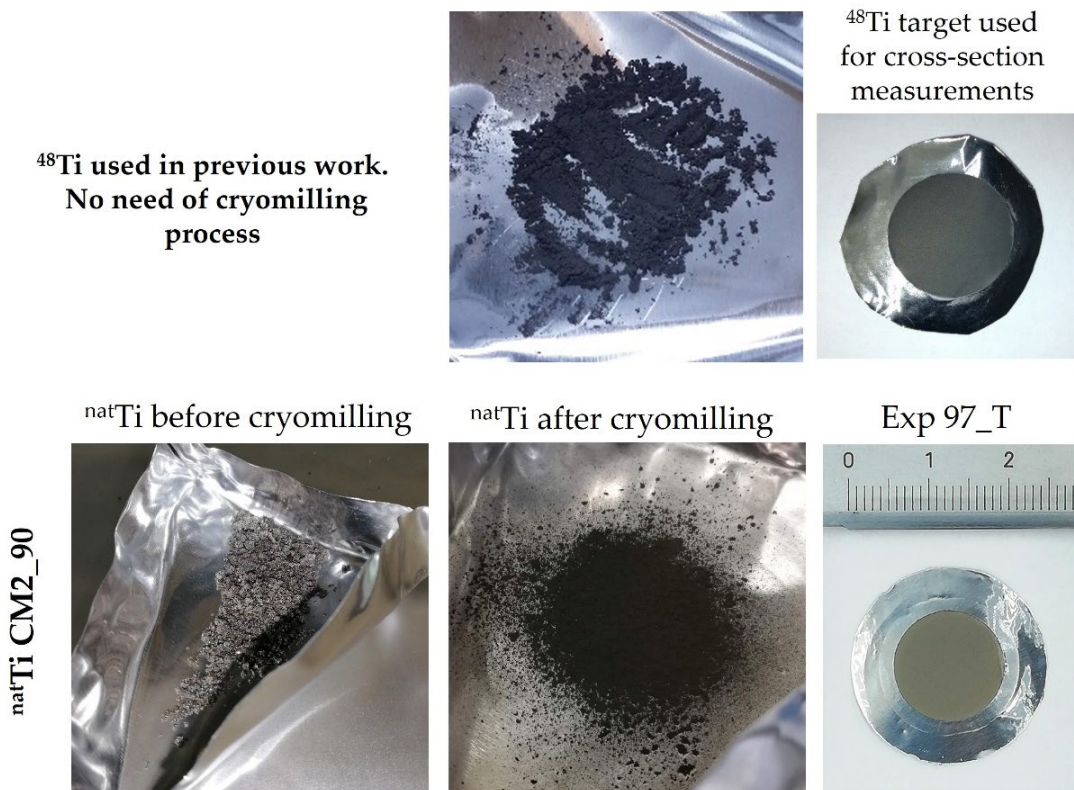 ⁴⁸Ti used in previous work.
No need of cryomilling
process
⁴⁸Ti target used
for cross-section
measurements
ⁿᵃᵗTi before cryomilling
ⁿᵃᵗTi after cryomilling
Exp 97_T
ⁿᵃᵗTi CM2_90
0 1 2